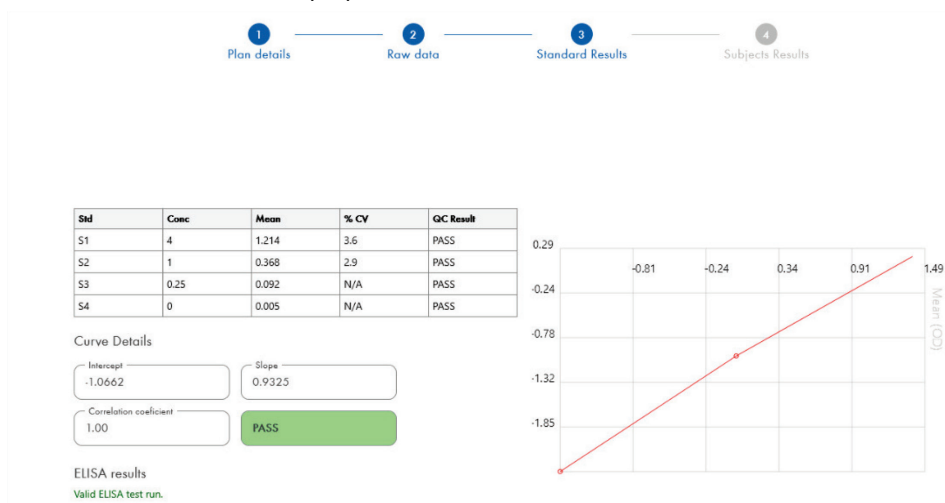 1 2 3 4
Plan details Raw data Standard Results Subjects Results
Std Conc Mean % CV QC Result
S1 4 1.214 3.6 PASS
S2 1 0.368 2.9 PASS
S3 0.25 0.092 N/A PASS
S4 0 0.005 N/A PASS
Curve Details
Intercept Slope
-1.0662 0.9325
Correlation coeficient
1.00 PASS
ELISA results
Valid ELISA test run.
0.29
-0.81 -0.24 0.34 0.91 1.49
-0.24
-0.78
-1.32
-1.85
Mean (OD)